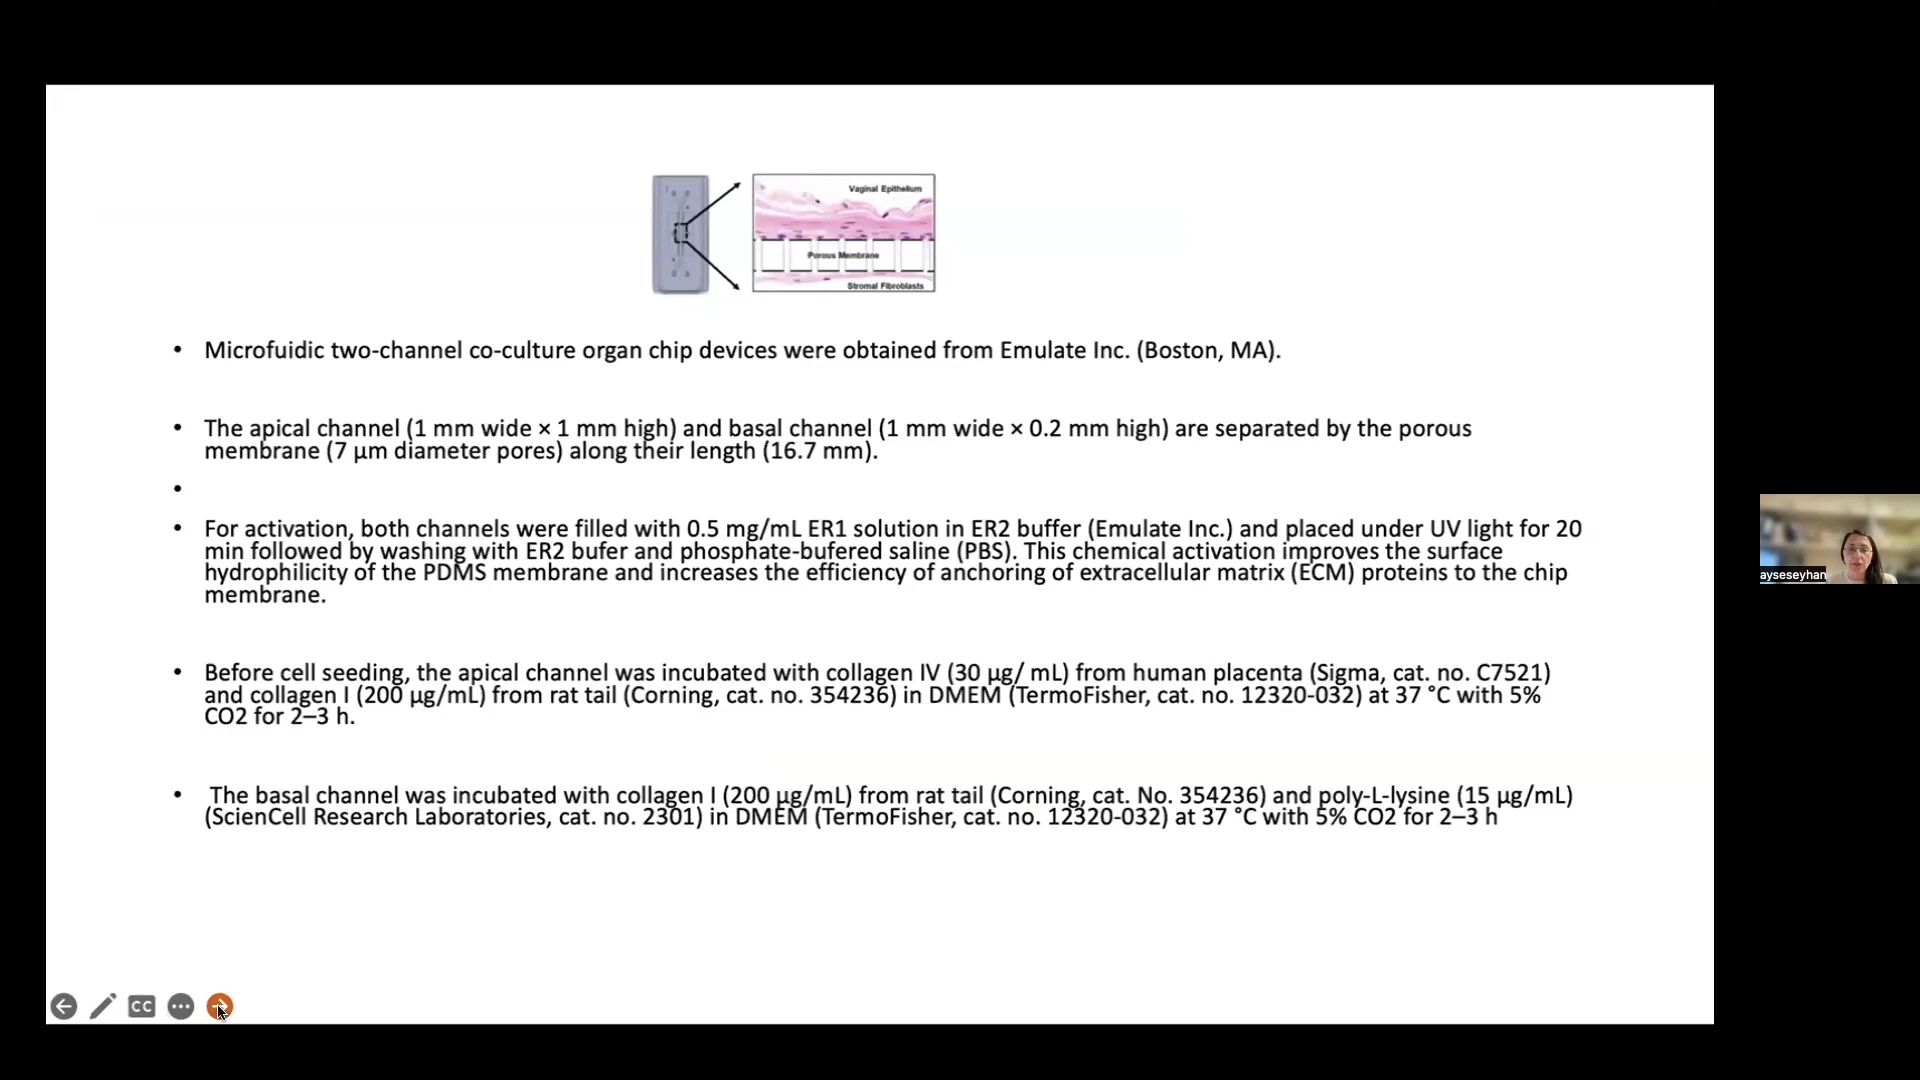 Vaginal Epithelium
Porous Membrane
Stromal Fibroblasts
• Microfuidic two-channel co-culture organ chip devices were obtained from Emulate Inc. (Boston, MA).
• The apical channel (1 mm wide × 1 mm high) and basal channel (1 mm wide × 0.2 mm high) are separated by the porous
membrane (7 µm diameter pores) along their length (16.7 mm).
•
• For activation, both channels were filled with 0.5 mg/mL ER1 solution in ER2 buffer (Emulate Inc.) and placed under UV light for 20
min followed by washing with ER2 bufer and phosphate-bufered saline (PBS). This chemical activation improves the surface
hydrophilicity of the PDMS membrane and increases the efficiency of anchoring of extracellular matrix (ECM) proteins to the chip
membrane.
• Before cell seeding, the apical channel was incubated with collagen IV (30 µg/ mL) from human placenta (Sigma, cat. no. C7521)
and collagen I (200 µg/mL) from rat tail (Corning, cat. no. 354236) in DMEM (TermoFisher, cat. no. 12320-032) at 37 °C with 5%
CO2 for 2–3 h.
• The basal channel was incubated with collagen I (200 µg/mL) from rat tail (Corning, cat. No. 354236) and poly-L-lysine (15 µg/mL)
(ScienCell Research Laboratories, cat. no. 2301) in DMEM (TermoFisher, cat. no. 12320-032) at 37 °C with 5% CO2 for 2–3 h
ayseseyhan
CC